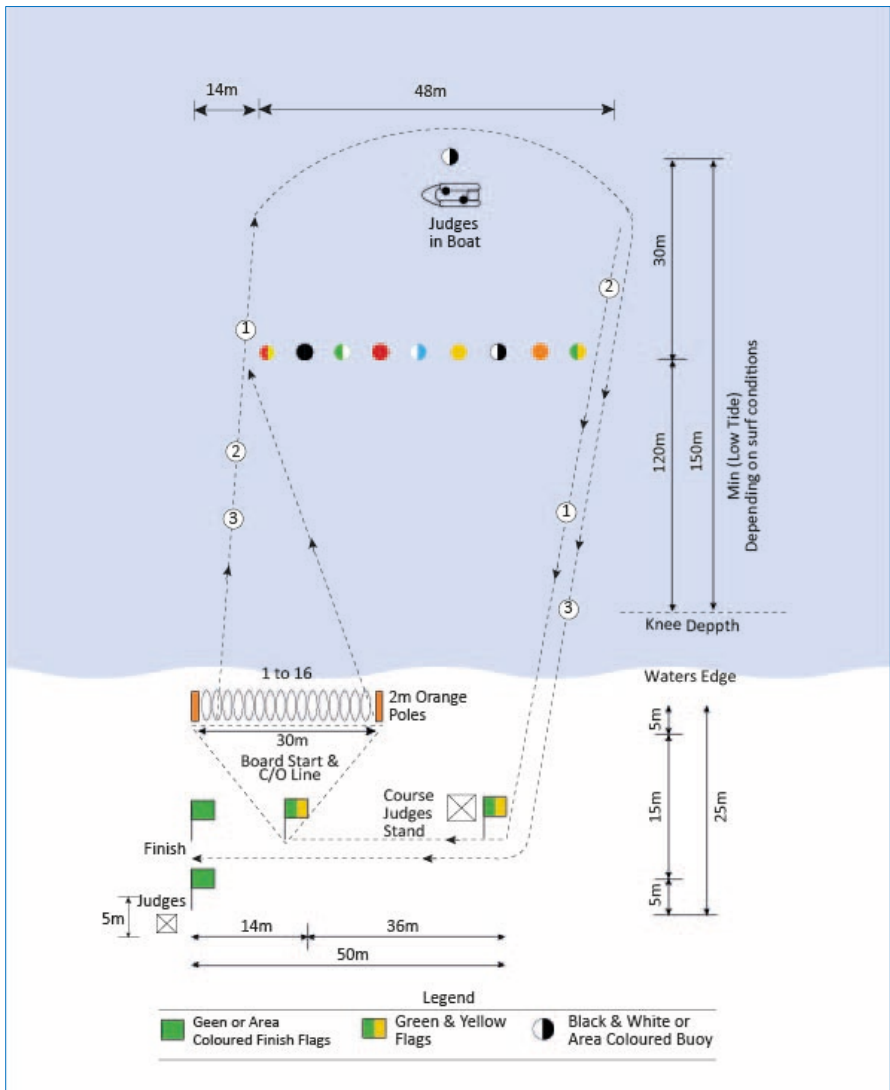 14m
48m
Judges
in Boat
30m
2
1
2
120m
150m
Min (Low Tide)
Depending on surf conditions
3
1
3
Knee Deppth
1 to 16
Waters Edge
2m Orange
Poles
5m
30m
Board Start &
C/O Line
Course
Judges
Stand
15m
25m
Finish
Judges
5m
5m
14m
36m
50m
Legend
Geen or Area
Coloured Finish Flags
Green & Yellow
Flags
Black & White or
Area Coloured Buoy